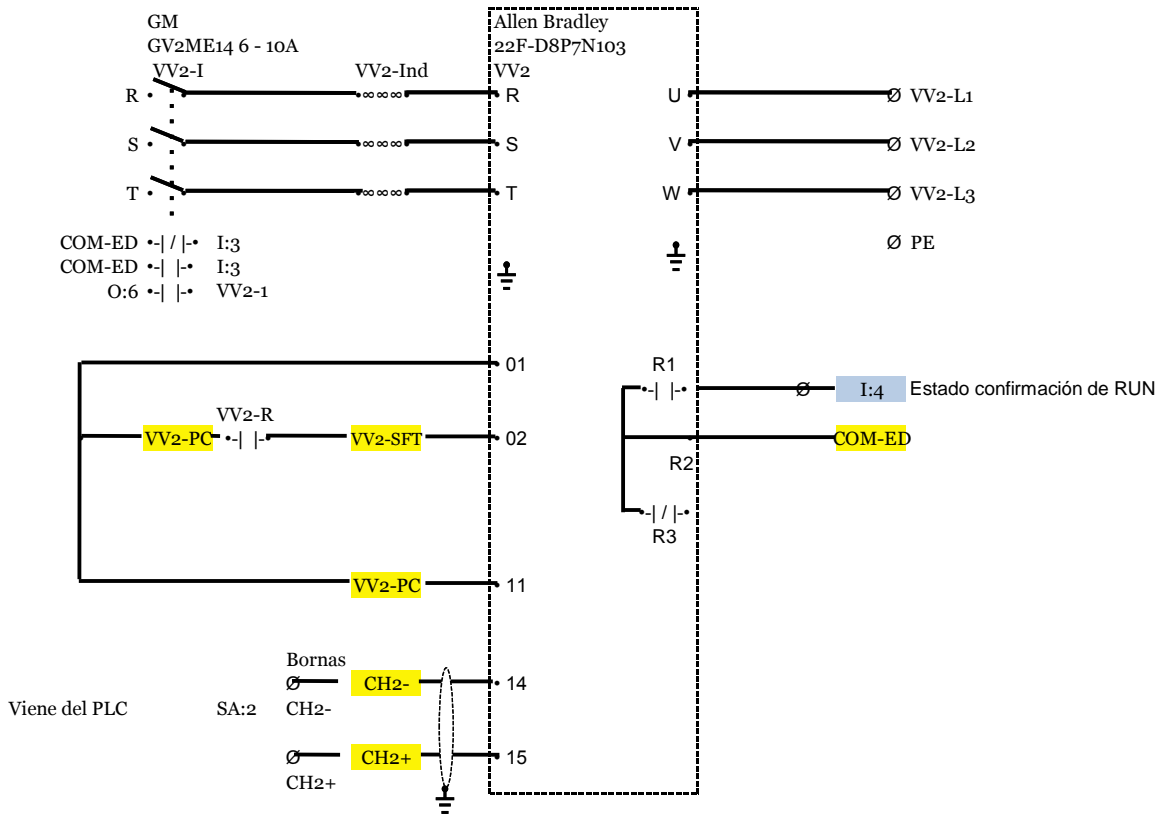 GM
GV2ME14 6 - 10A
VV2-I
VV2-Ind
Allen Bradley
22F-D8P7N103
VV2
R
R
U
Ø VV2-L1
S
S
V
Ø VV2-L2
T
T
W
Ø VV2-L3
COM-ED •-| / |-• I:3
Ø PE
COM-ED •-| |-• I:3
O:6 •-| |-• VV2-1
01
R1
•-| |-•
Ø
I:4
Estado confirmación de RUN
VV2-R
VV2-PC •-| |-•
VV2-SFT
02
COM-ED
R2
•-| / |-•
R3
VV2-PC
11
Bornas
Ø
CH2-
14
Viene del PLC
SA:2
CH2-
Ø
CH2+
15
CH2+